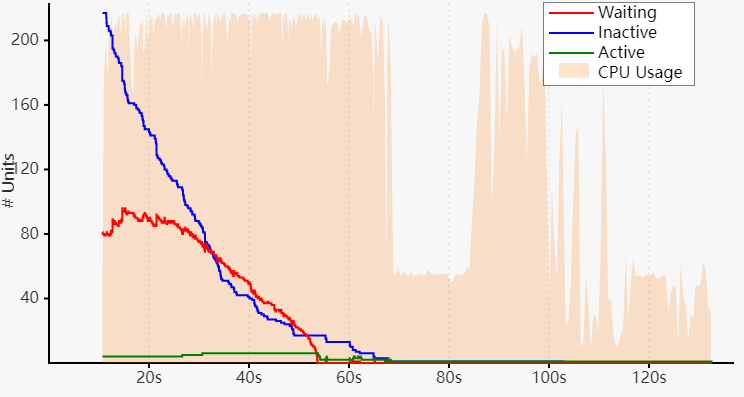 Waiting
Inactive
Active
CPU Usage
# Units
200
160
120
80
40
20s 40s 60s 80s 100s 120s